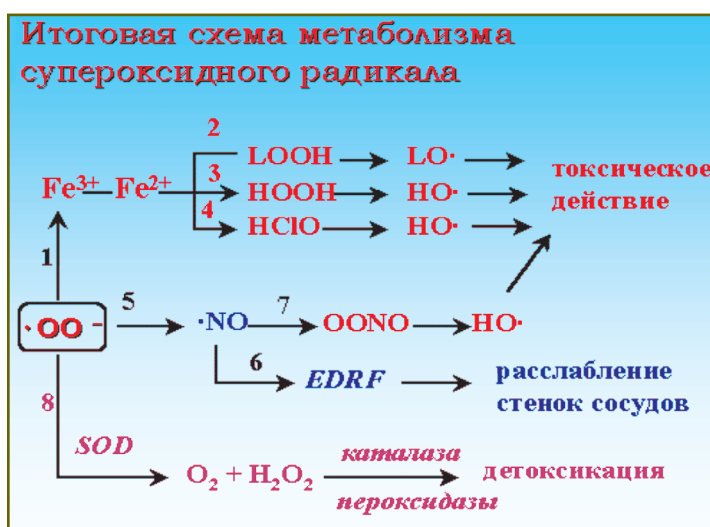 Итоговая схема метаболизма
супероксидного радикала
2
LOOH LO·
токсическое
3
Fe³⁺ Fe²⁺ HOOH HO·
действие
4
HClO HO·
1
5 7
·OO⁻ ·NO OONO HO·
6
EDRF расслабление
стенок сосудов
8
SOD
каталаза
O₂ + H₂O₂ детоксикация
пероксидазы